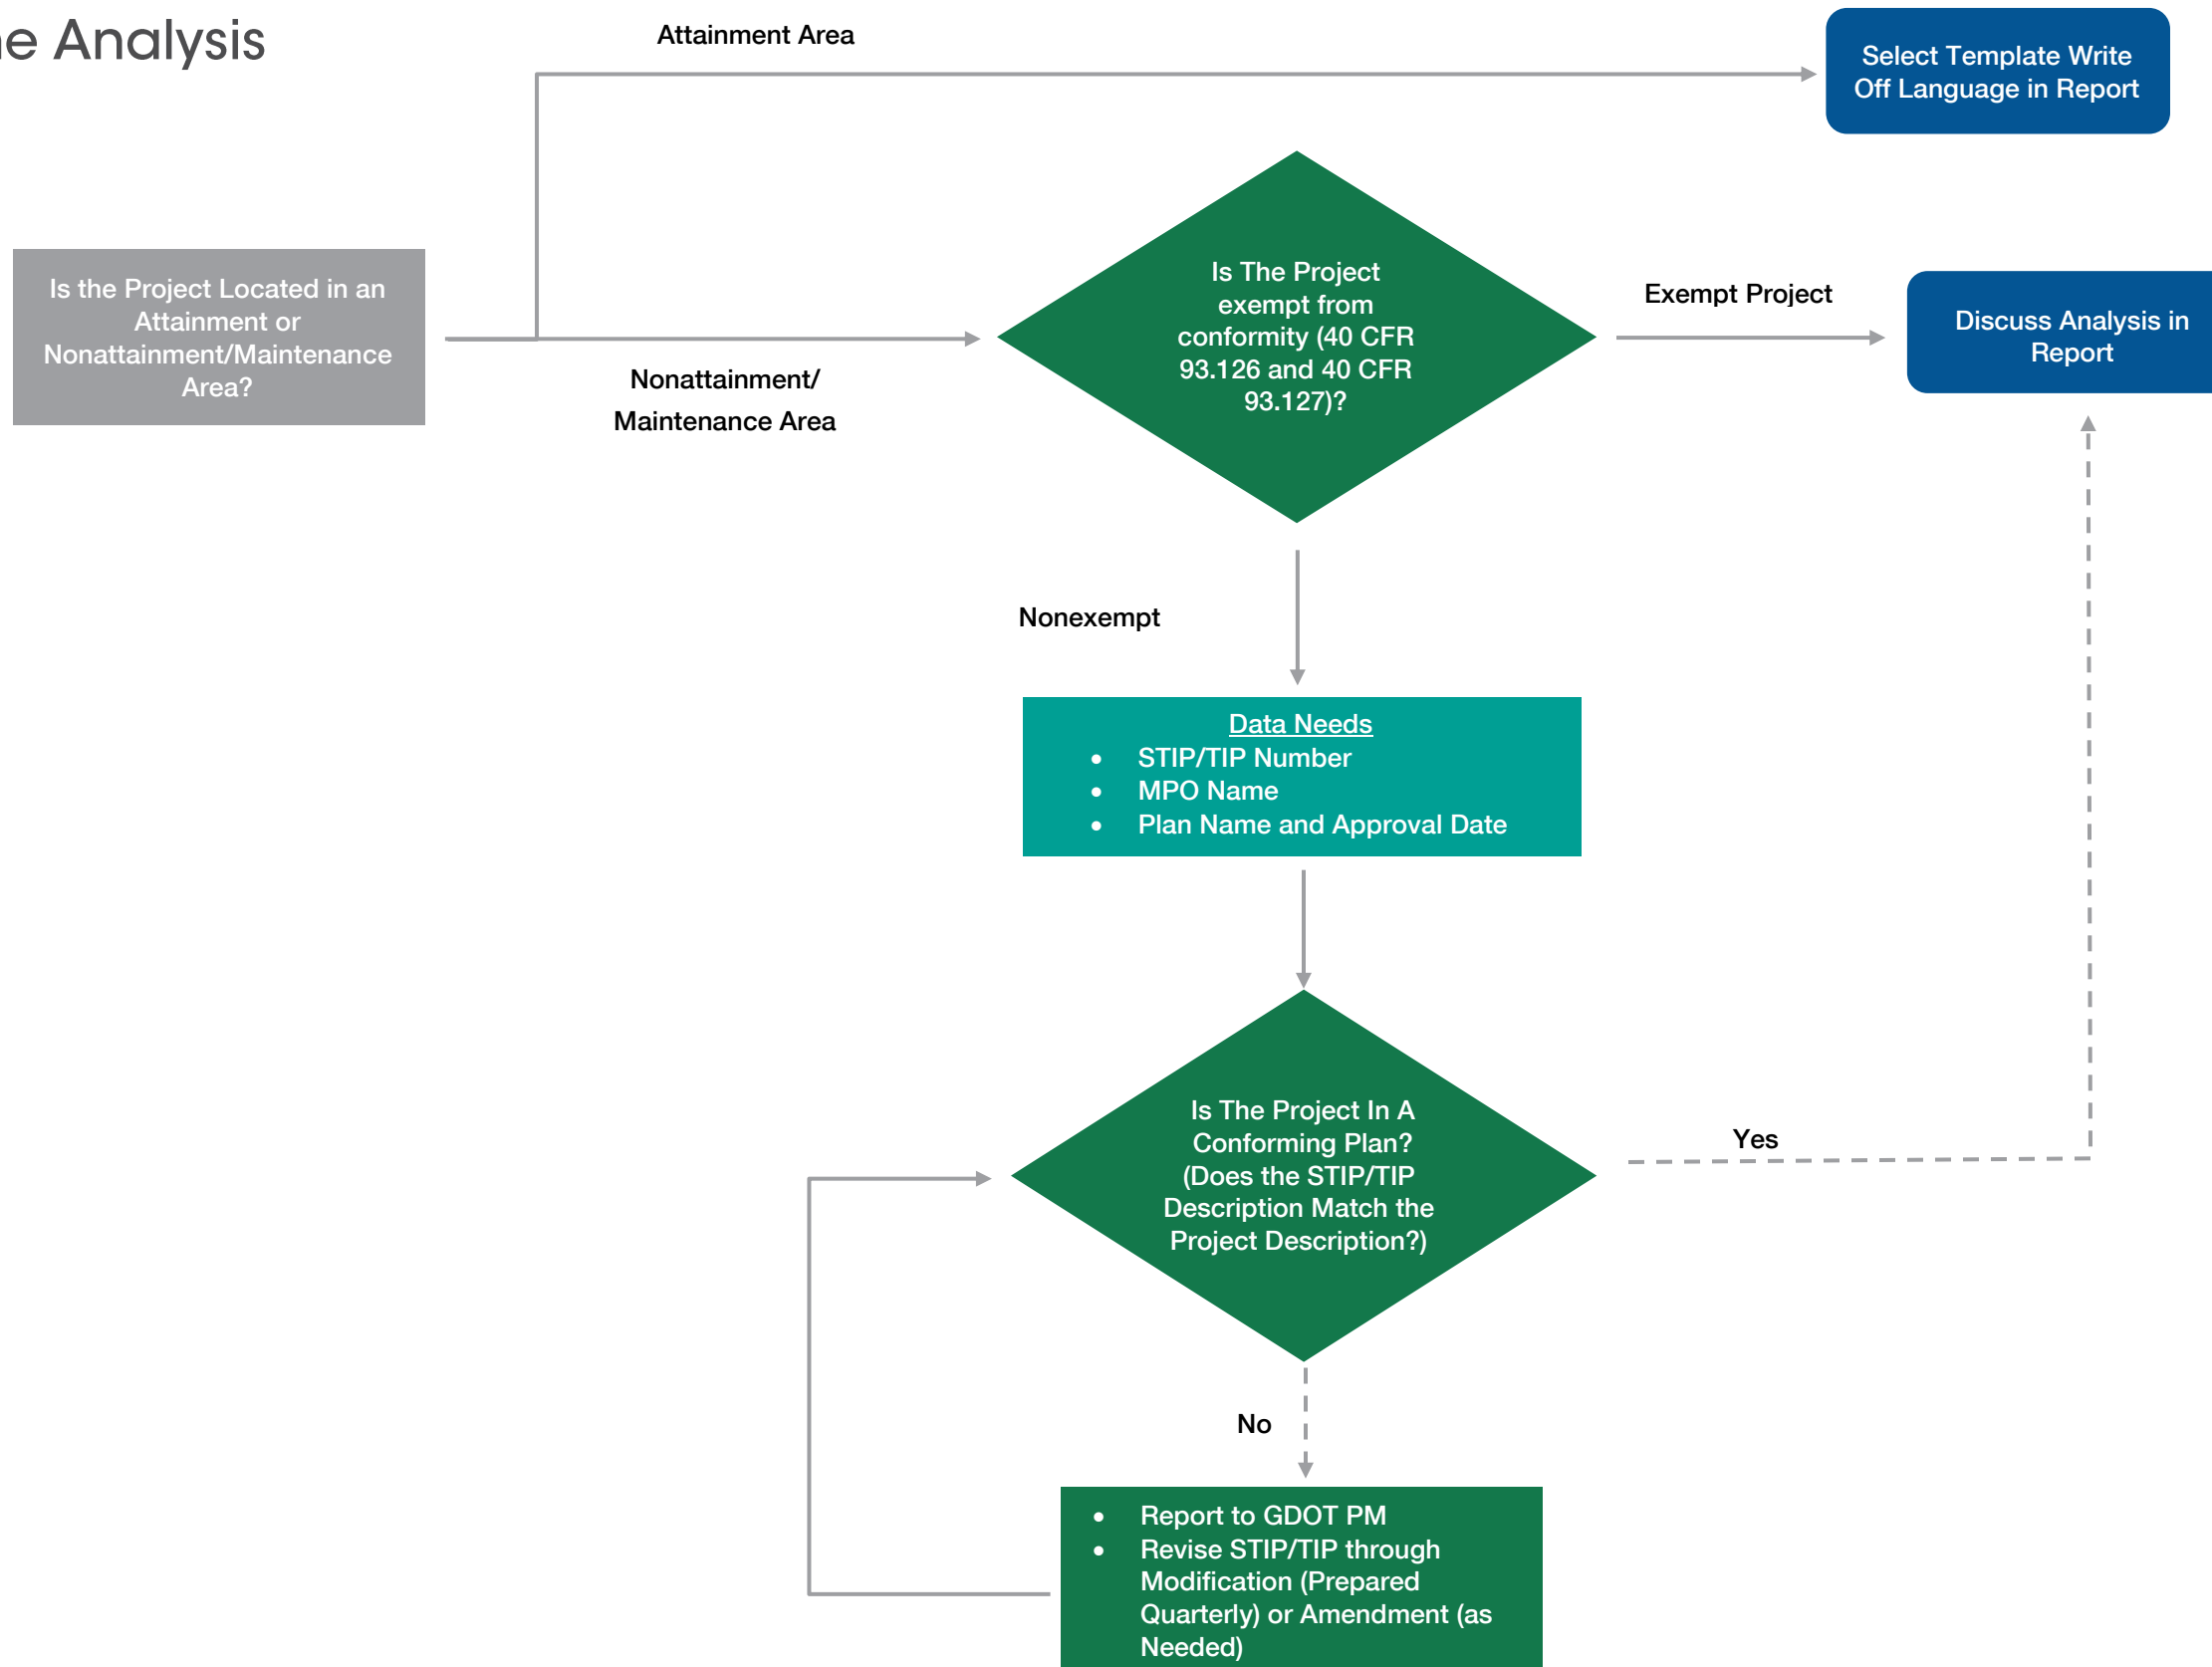 ne Analysis
Attainment Area
Select Template Write
Off Language in Report
Is the Project Located in an
Attainment or
Nonattainment/Maintenance
Area?
Nonattainment/
Maintenance Area
Is The Project
exempt from
conformity (40 CFR
93.126 and 40 CFR
93.127)?
Exempt Project
Discuss Analysis in
Report
Nonexempt
Data Needs
• STIP/TIP Number
• MPO Name
• Plan Name and Approval Date
Is The Project In A
Conforming Plan?
(Does the STIP/TIP
Description Match the
Project Description?)
Yes
No
• Report to GDOT PM
• Revise STIP/TIP through
Modification (Prepared
Quarterly) or Amendment (as
Needed)